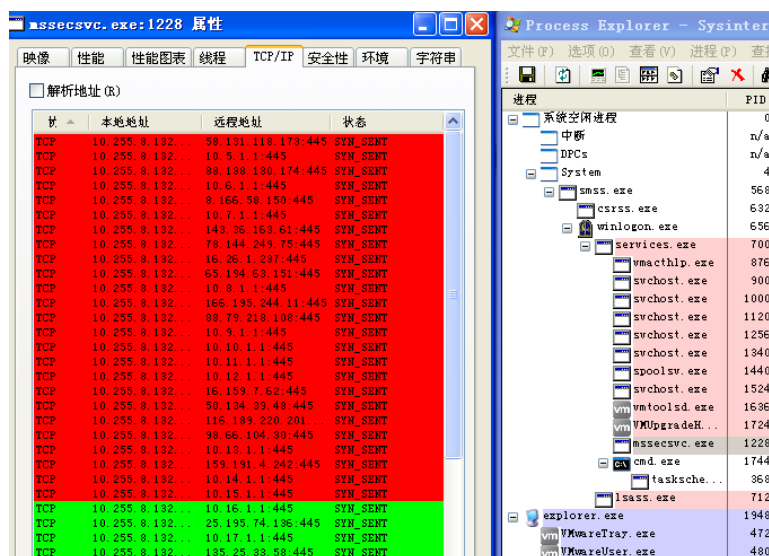 mssecsvc.exe:1228 属性
映像 性能 性能图表 线程 TCP/IP 安全性 环境 字符串
解析地址(R)
本地地址 远程地址 状态
TCP 10.255.8.132... 58.131.118.173:445 SYN_SENT
TCP 10.255.8.132... 10.5.1.1:445 SYN_SENT
TCP 10.255.8.132... 88.138.130.174:445 SYN_SENT
TCP 10.255.8.132... 10.6.1.1:445 SYN_SENT
TCP 10.255.8.132... 8.166.58.150:445 SYN_SENT
TCP 10.255.8.132... 10.7.1.1:445 SYN_SENT
TCP 10.255.8.132... 143.36.163.61:445 SYN_SENT
TCP 10.255.8.132... 78.144.249.75:445 SYN_SENT
TCP 10.255.8.132... 16.26.1.237:445 SYN_SENT
TCP 10.255.8.132... 65.194.63.151:445 SYN_SENT
TCP 10.255.8.132... 10.8.1.1:445 SYN_SENT
TCP 10.255.8.132... 166.195.244.11:445 SYN_SENT
TCP 10.255.8.132... 88.79.218.108:445 SYN_SENT
TCP 10.255.8.132... 10.9.1.1:445 SYN_SENT
TCP 10.255.8.132... 10.10.1.1:445 SYN_SENT
TCP 10.255.8.132... 10.11.1.1:445 SYN_SENT
TCP 10.255.8.132... 10.12.1.1:445 SYN_SENT
TCP 10.255.8.132... 16.159.7.62:445 SYN_SENT
TCP 10.255.8.132... 50.134.39.48:445 SYN_SENT
TCP 10.255.8.132... 116.189.220.201... SYN_SENT
TCP 10.255.8.132... 98.66.104.30:445 SYN_SENT
TCP 10.255.8.132... 10.13.1.1:445 SYN_SENT
TCP 10.255.8.132... 159.191.4.242:445 SYN_SENT
TCP 10.255.8.132... 10.14.1.1:445 SYN_SENT
TCP 10.255.8.132... 10.15.1.1:445 SYN_SENT
TCP 10.255.8.132... 10.16.1.1:445 SYN_SENT
TCP 10.255.8.132... 25.195.74.136:445 SYN_SENT
TCP 10.255.8.132... 10.17.1.1:445 SYN_SENT
TCP 10.255.8.132... 135.25.33.58:445 SYN_SENT
Process Explorer - Sysinter
文件(F) 选项(O) 查看(V) 进程(P) 查找
进程 PID
系统空闲进程 0
中断 n/a
DPCs n/a
System 4
smss.exe 568
csrss.exe 632
winlogon.exe 656
services.exe 700
vmacthlp.exe 876
svchost.exe 900
svchost.exe 1000
svchost.exe 1120
svchost.exe 1256
svchost.exe 1340
spoolsv.exe 1440
svchost.exe 1524
vmtoolsd.exe 1636
VMUpgradeH... 1724
mssecsvc.exe 1228
cmd.exe 1744
tasksche... 368
lsass.exe 712
explorer.exe 1948
VMwareTray.exe 472
VMwareUser.exe 480